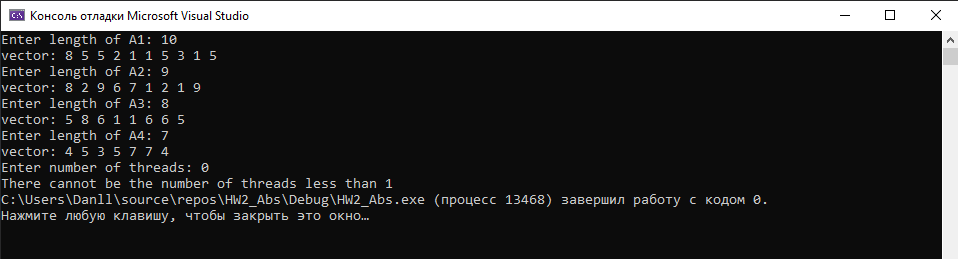 Консоль отладки Microsoft Visual Studio
Enter length of A1: 10
vector: 8 5 5 2 1 1 5 3 1 5
Enter length of A2: 9
vector: 8 2 9 6 7 1 2 1 9
Enter length of A3: 8
vector: 5 8 6 1 1 6 6 5
Enter length of A4: 7
vector: 4 5 3 5 7 7 4
Enter number of threads: 0
There cannot be the number of threads less than 1
C:\Users\Danll\source\repos\HW2_Abs\Debug\HW2_Abs.exe (процесс 13468) завершил работу с кодом 0.
Нажмите любую клавишу, чтобы закрыть это окно…